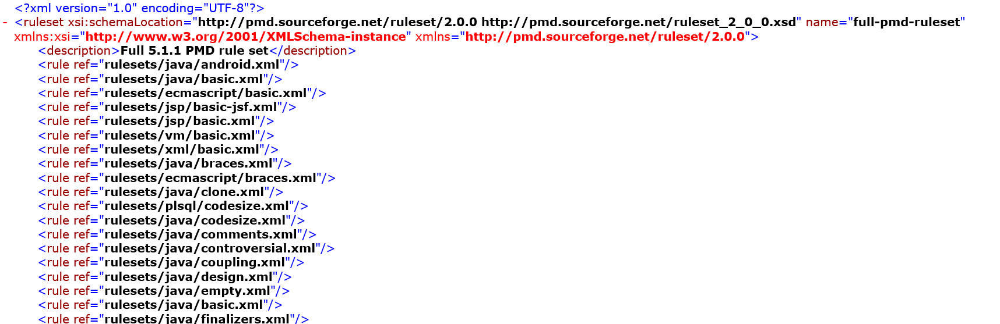 <?xml version="1.0" encoding="UTF-8"?>
- <ruleset xsi:schemaLocation="http://pmd.sourceforge.net/ruleset/2.0.0 http://pmd.sourceforge.net/ruleset_2_0_0.xsd" name="full-pmd-ruleset"
xmlns:xsi="http://www.w3.org/2001/XMLSchema-instance" xmlns="http://pmd.sourceforge.net/ruleset/2.0.0">
<description>Full 5.1.1 PMD rule set</description>
<rule ref="rulesets/java/android.xml"/>
<rule ref="rulesets/java/basic.xml"/>
<rule ref="rulesets/ecmascript/basic.xml"/>
<rule ref="rulesets/jsp/basic-jsf.xml"/>
<rule ref="rulesets/jsp/basic.xml"/>
<rule ref="rulesets/vm/basic.xml"/>
<rule ref="rulesets/xml/basic.xml"/>
<rule ref="rulesets/java/braces.xml"/>
<rule ref="rulesets/ecmascript/braces.xml"/>
<rule ref="rulesets/java/clone.xml"/>
<rule ref="rulesets/plsql/codesize.xml"/>
<rule ref="rulesets/java/codesize.xml"/>
<rule ref="rulesets/java/comments.xml"/>
<rule ref="rulesets/java/controversial.xml"/>
<rule ref="rulesets/java/coupling.xml"/>
<rule ref="rulesets/java/design.xml"/>
<rule ref="rulesets/java/empty.xml"/>
<rule ref="rulesets/java/basic.xml"/>
<rule ref="rulesets/java/finalizers.xml"/>